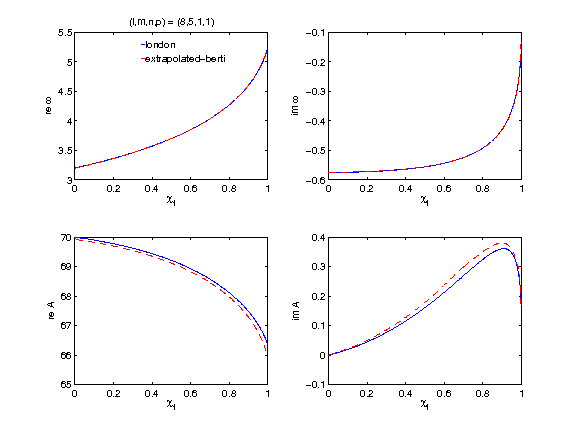 (l,m,n,p) = (8,5,1,1)
london
extrapolated−berti
re ω
5.5
5
4.5
4
3.5
3
0 0.2 0.4 0.6 0.8 1
χf
im ω
−0.1
−0.2
−0.3
−0.4
−0.5
−0.6
0 0.2 0.4 0.6 0.8 1
χf
re A
70
69
68
67
66
65
0 0.2 0.4 0.6 0.8 1
χf
im A
0.4
0.3
0.2
0.1
0
−0.1
0 0.2 0.4 0.6 0.8 1
χf